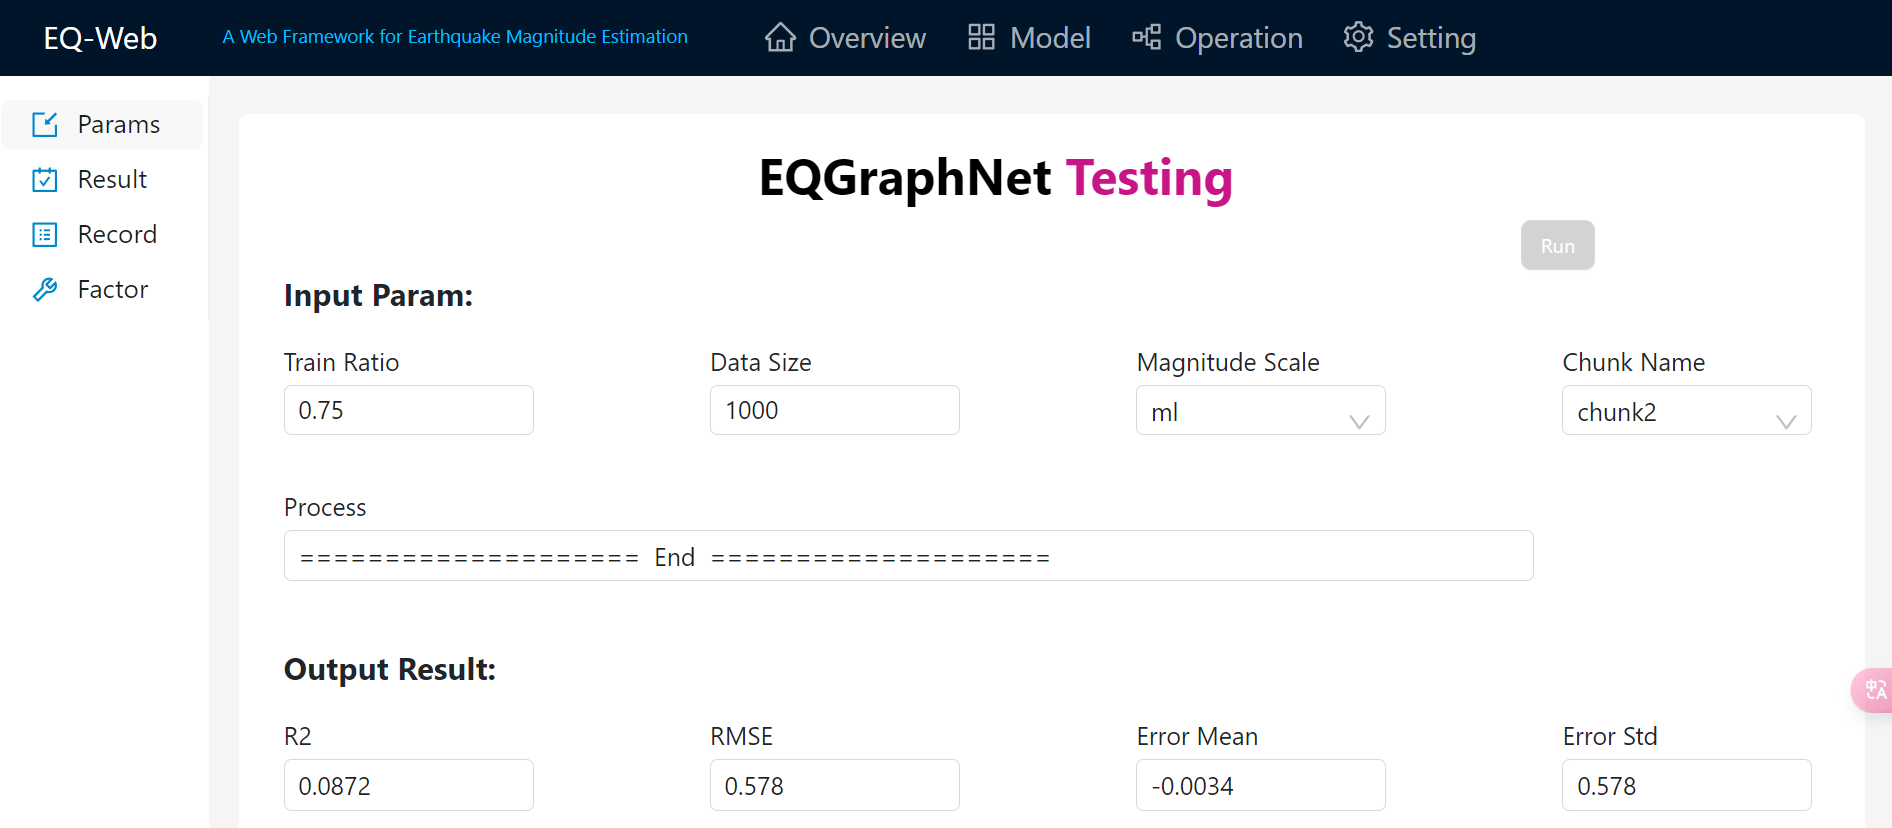 EQ-Web A Web Framework for Earthquake Magnitude Estimation Overview Model Operation Setting
Params
Result
Record
Factor
EQGraphNet Testing
Run
Input Param:
Train Ratio Data Size Magnitude Scale Chunk Name
0.75 1000 ml chunk2
Process
==================== End ====================
Output Result:
R2 RMSE Error Mean Error Std
0.0872 0.578 -0.0034 0.578
中A